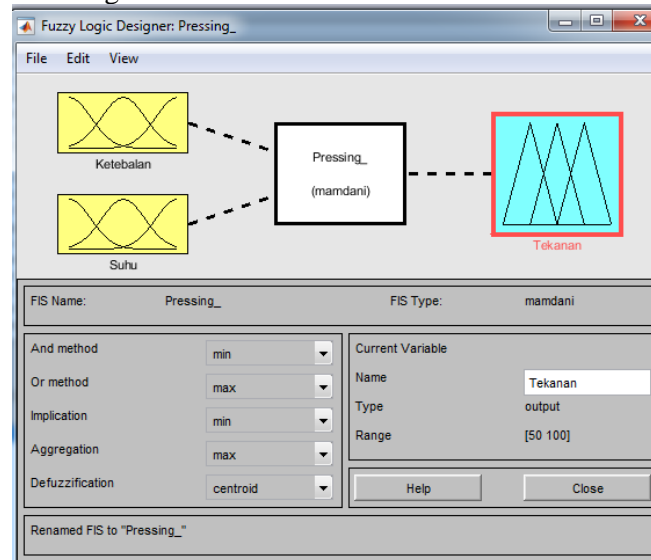 Fuzzy Logic Designer: Pressing_
File Edit View
Ketebalan
Suhu
Pressing_
(mamdani)
Tekanan
FIS Name: Pressing_ FIS Type: mamdani
And method min
Or method max
Implication min
Aggregation max
Defuzzification centroid
Current Variable
Name Tekanan
Type output
Range [50 100]
Help Close
Renamed FIS to "Pressing_"